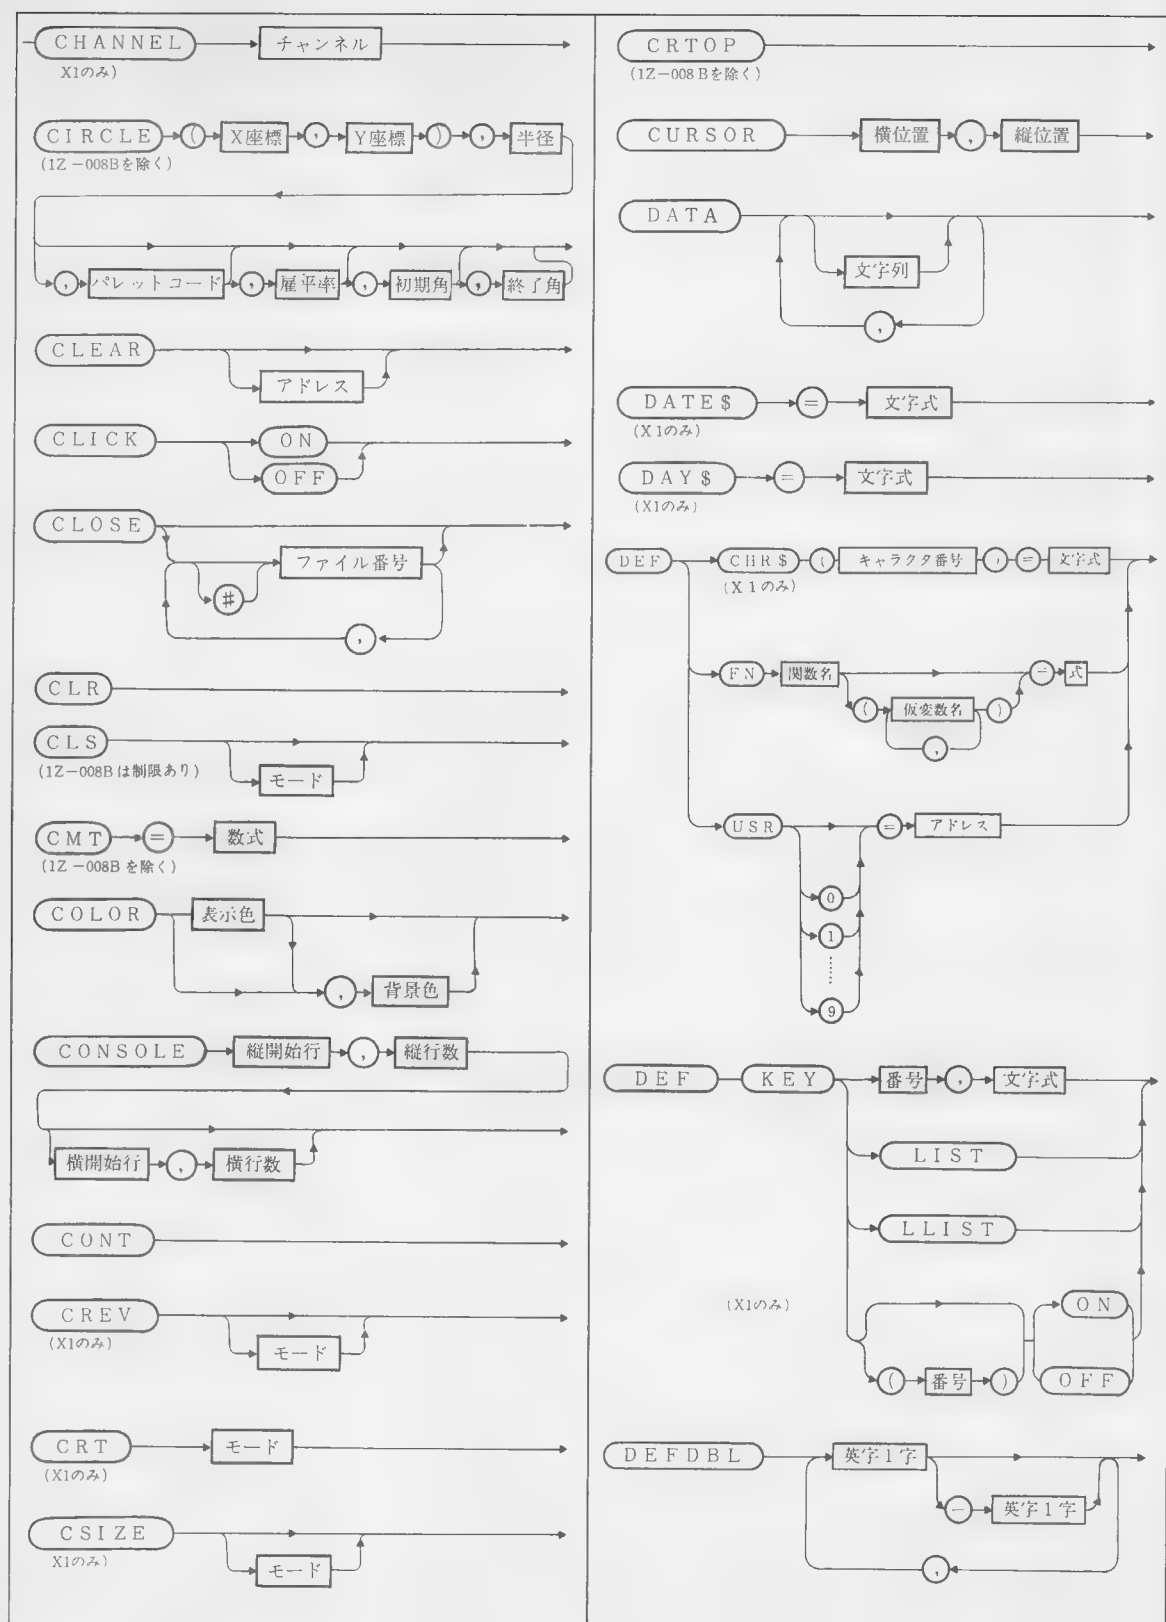 CHANNEL チャンネル
X1のみ)
CIRCLE ( X座標 , Y座標 ) , 半径
(1Z-008Bを除く)
, パレットコード , 雇平率 , 初期角 , 終了角
CLEAR
アドレス
CLICK ON
OFF
CLOSE
# ファイル番号
,
CLR
CLS
(1Z-008Bは制限あり) モード
CMT = 数式
(1Z-008Bを除く)
COLOR 表示色
, 背景色
CONSOLE 縦開始行 , 縦行数
横開始行 , 横行数
CONT
CREV
(X1のみ) モード
CRT モード
(X1のみ)
CSIZE
X1のみ) モード
CRTOP
(1Z-008Bを除く)
CURSOR 横位置 , 縦位置
DATA
文字列
,
DATE$ = 文字式
(X1のみ)
DAY$ = 文字式
(X1のみ)
DEF CHR$ ( キャラクタ番号 ) = 文字式
(X1のみ)
FN 関数名 = 式
( 仮変数名 )
,
USR = アドレス
0
1
……
9
DEF KEY 番号 , 文字式
LIST
LLIST
(X1のみ) ON
( 番号 ) OFF
DEFDBL 英字1字
- 英字1字
,